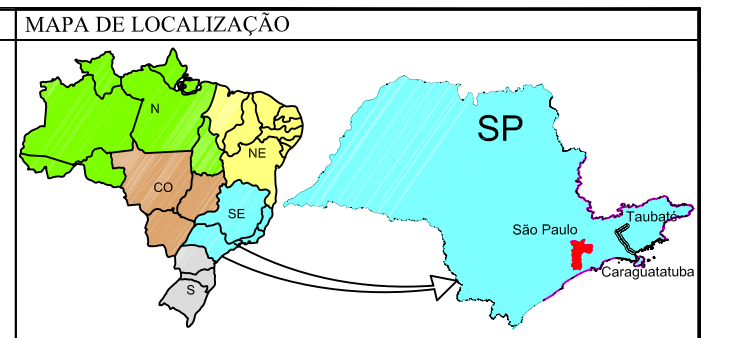 MAPA DE LOCALIZAÇÃO
N
NE
CO
SE
S
SP
São Paulo
Taubaté
Caraguatatuba